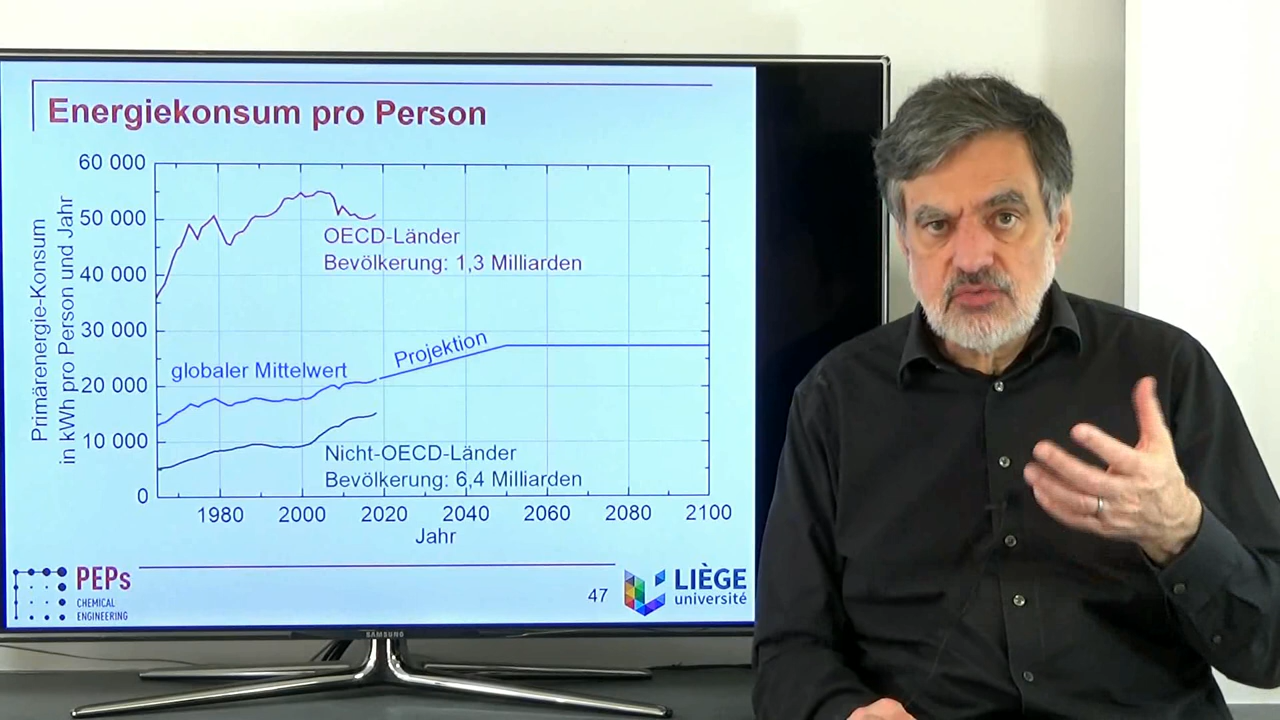 Energiekonsum pro Person
60 000
50 000
40 000
30 000
20 000
10 000
0
Primärenergie-Konsum
in kWh pro Person und Jahr
OECD-Länder
Bevölkerung: 1,3 Milliarden
Projektion
globaler Mittelwert
Nicht-OECD-Länder
Bevölkerung: 6,4 Milliarden
1980 2000 2020 2040 2060 2080 2100
Jahr
PEPs
CHEMICAL
ENGINEERING
47
LIÈGE
université
SAMSUNG